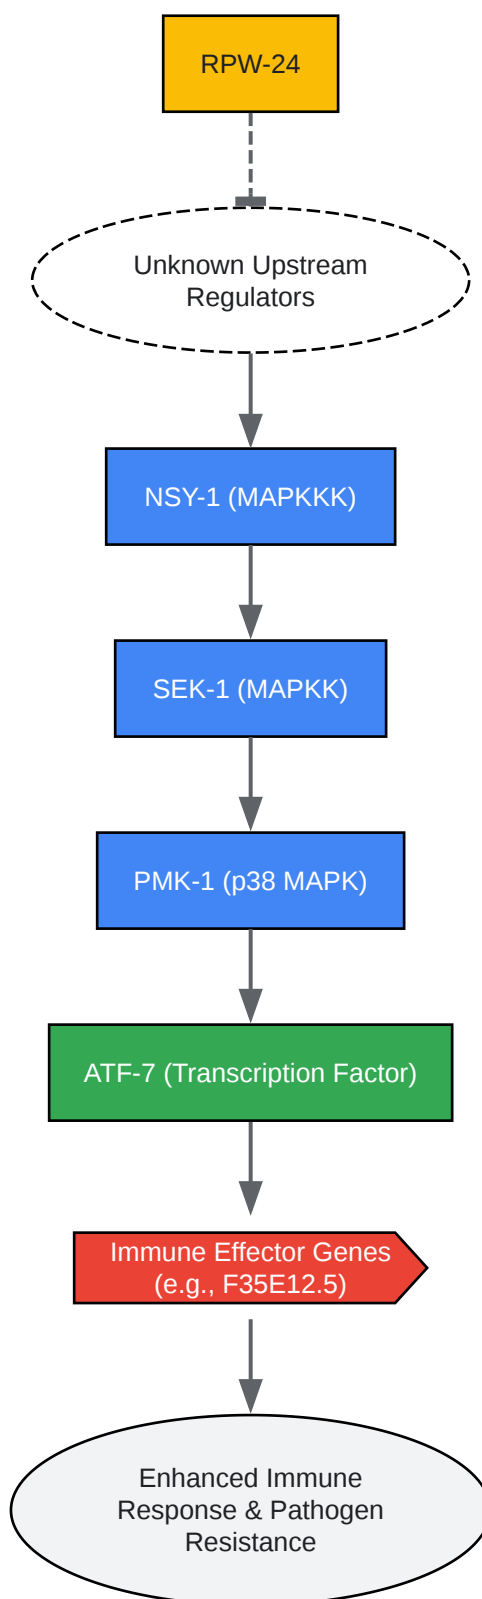 RPW-24
Unknown Upstream
Regulators
NSY-1 (MAPKKK)
SEK-1 (MAPKK)
PMK-1 (p38 MAPK)
ATF-7 (Transcription Factor)
Immune Effector Genes
(e.g., F35E12.5)
Enhanced Immune
Response & Pathogen
Resistance